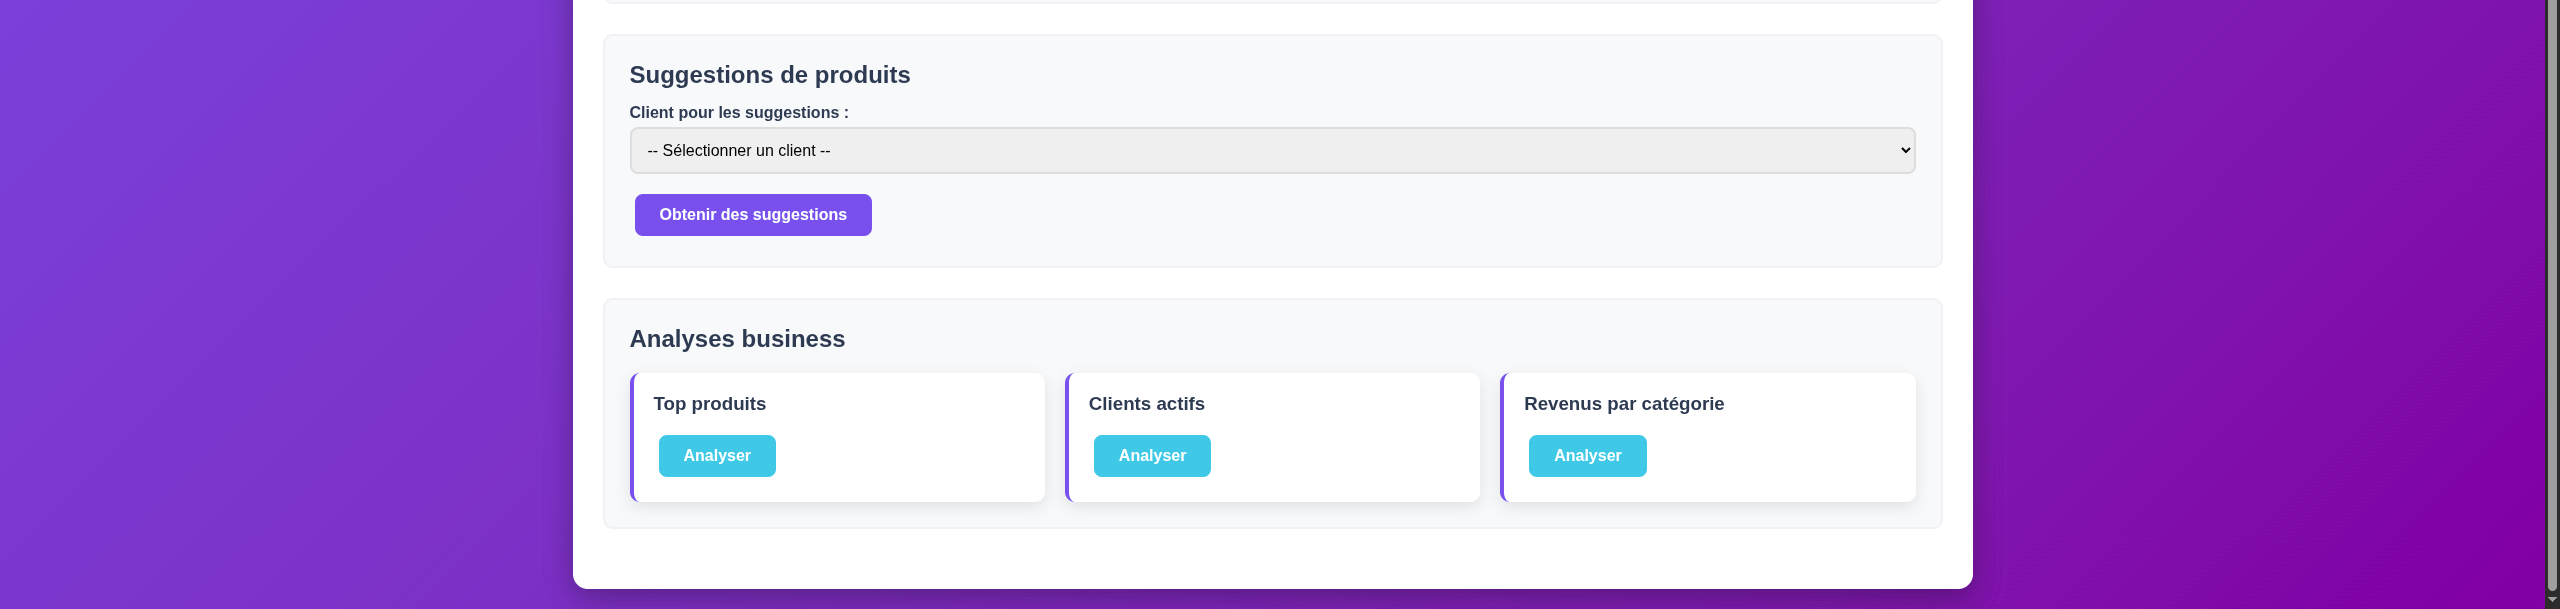 Suggestions de produits
Client pour les suggestions :
-- Sélectionner un client --
Obtenir des suggestions
Analyses business
Top produits
Clients actifs
Revenus par catégorie
Analyser
Analyser
Analyser